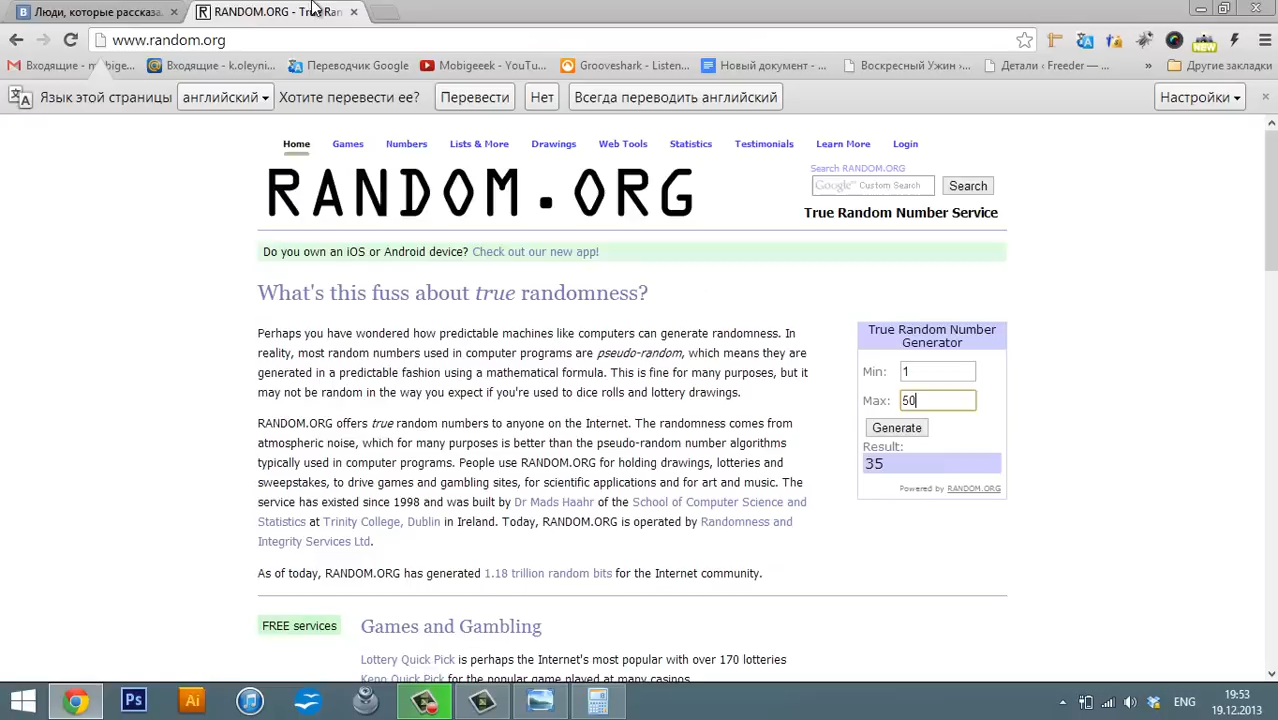 Люди, которые расска
RANDOM.ORG - Tru Ran
www.random.org
Входящие - m bige...
Входящие - k.oleyni...
Переводчик Google
Mobigeeek - YouTu...
Grooveshark - Listen...
Новый документ - ...
Воскресный Ужин ›...
Детали ‹ Freeder —...
»
Другие закладки
NEW
Язык этой страницы английский Хотите перевести ее? Перевести Нет Всегда переводить английский Настройки
Home Games Numbers Lists & More Drawings Web Tools Statistics Testimonials Learn More Login
Search RANDOM.ORG
RANDOM.ORG
Google™ Custom Search Search
True Random Number Service
Do you own an iOS or Android device? Check out our new app!
What's this fuss about true randomness?
Perhaps you have wondered how predictable machines like computers can generate randomness. In
reality, most random numbers used in computer programs are pseudo-random, which means they are
generated in a predictable fashion using a mathematical formula. This is fine for many purposes, but it
may not be random in the way you expect if you're used to dice rolls and lottery drawings.
RANDOM.ORG offers true random numbers to anyone on the Internet. The randomness comes from
atmospheric noise, which for many purposes is better than the pseudo-random number algorithms
typically used in computer programs. People use RANDOM.ORG for holding drawings, lotteries and
sweepstakes, to drive games and gambling sites, for scientific applications and for art and music. The
service has existed since 1998 and was built by Dr Mads Haahr of the School of Computer Science and
Statistics at Trinity College, Dublin in Ireland. Today, RANDOM.ORG is operated by Randomness and
Integrity Services Ltd.
As of today, RANDOM.ORG has generated 1.18 trillion random bits for the Internet community.
True Random Number
Generator
Min: 1
Max: 50
Generate
Result:
35
Powered by RANDOM.ORG
FREE services
Games and Gambling
Lottery Quick Pick is perhaps the Internet's most popular with over 170 lotteries
Keno Quick Pick for the popular game played at many casinos
Ps
Ai
ENG
19:53
19.12.2013